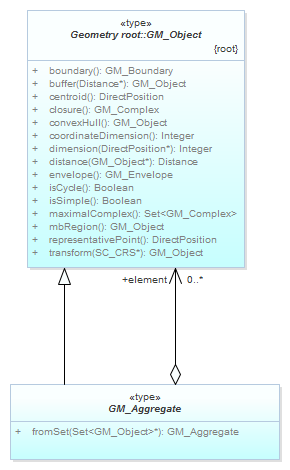 «type»
Geometry root::GM_Object
{root}
+ boundary(): GM_Boundary
+ buffer(Distance*): GM_Object
+ centroid(): DirectPosition
+ closure(): GM_Complex
+ convexHull(): GM_Object
+ coordinateDimension(): Integer
+ dimension(DirectPosition*): Integer
+ distance(GM_Object*): Distance
+ envelope(): GM_Envelope
+ isCycle(): Boolean
+ isSimple(): Boolean
+ maximalComplex(): Set<GM_Complex>
+ mbRegion(): GM_Object
+ representativePoint(): DirectPosition
+ transform(SC_CRS*): GM_Object
+element 0..*
«type»
GM_Aggregate
+ fromSet(Set<GM_Object>*): GM_Aggregate